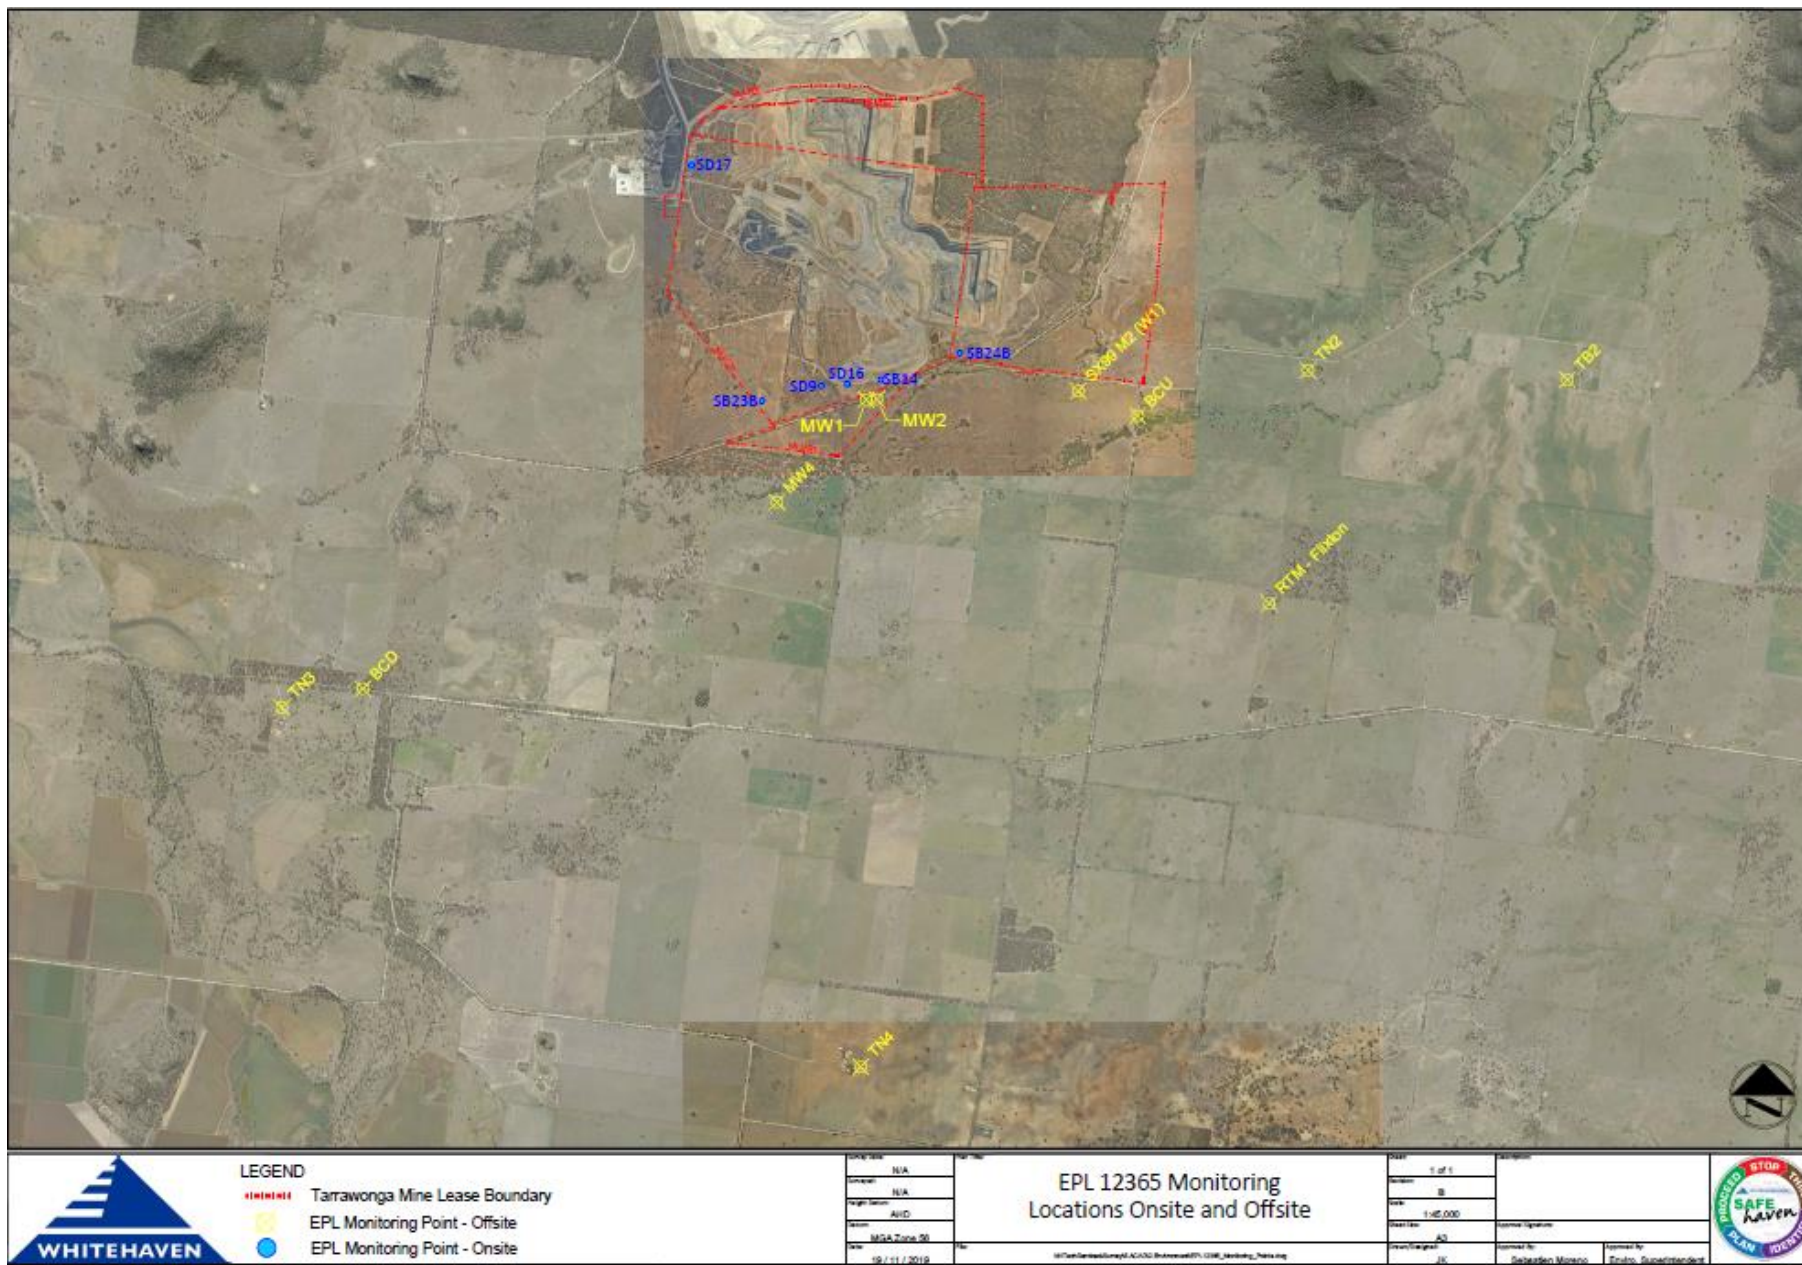 SD17
SX99 M2 (W1)
SB24B
SD16
SD9
SB14
SB23B
MW1
MW2
BCU
TN2
TB2
MW4
RTM - Flixton
BCD
TN3
TN4
WHITEHAVEN
LEGEND
Tarrawonga Mine Lease Boundary
EPL Monitoring Point - Offsite
EPL Monitoring Point - Onsite
N/A
N/A
AHD
MGA Zone 56
19 / 11 / 2019
EPL 12365 Monitoring
Locations Onsite and Offsite
1 of 1
B
1:45,000
A3
JK
Sebastien Moreno
Enviro. Superintendent
STOP
PROCEED
PLAN
SAFE
haven
N